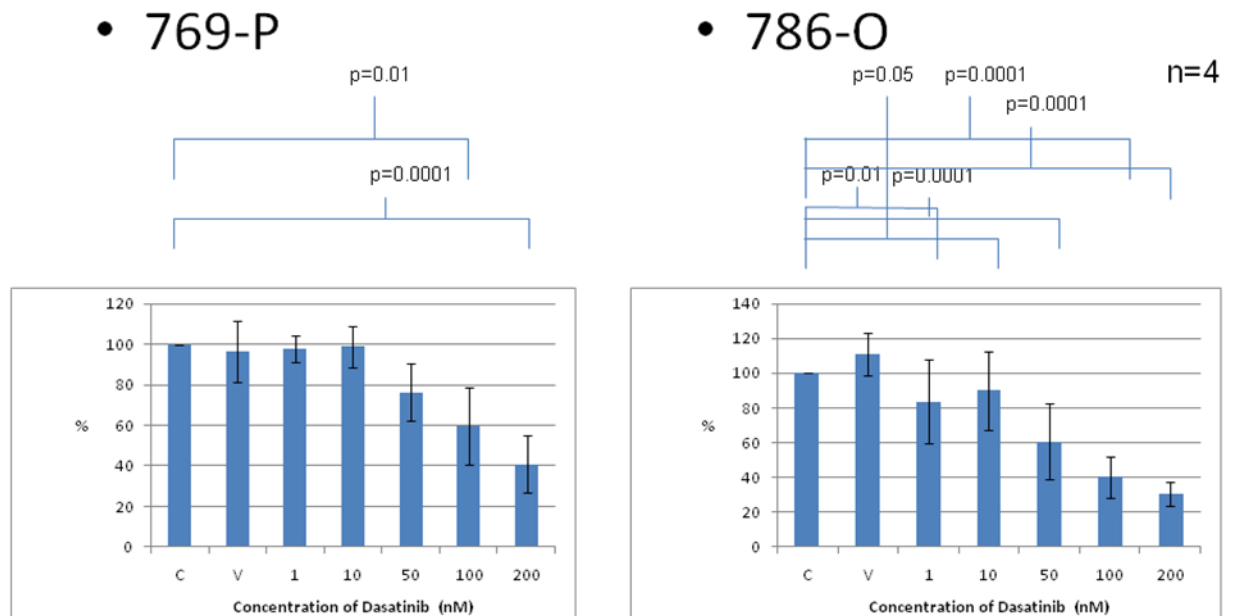 • 769-P
p=0.01
p=0.0001
120
100
80
60
40
20
0
%
C V 1 10 50 100 200
Concentration of Dasatinib (nM)
• 786-O
n=4
p=0.05 p=0.0001
p=0.0001
p=0.01 p=0.0001
140
120
100
80
60
40
20
0
%
C V 1 10 50 100 200
Concentration of Dasatinib (nM)